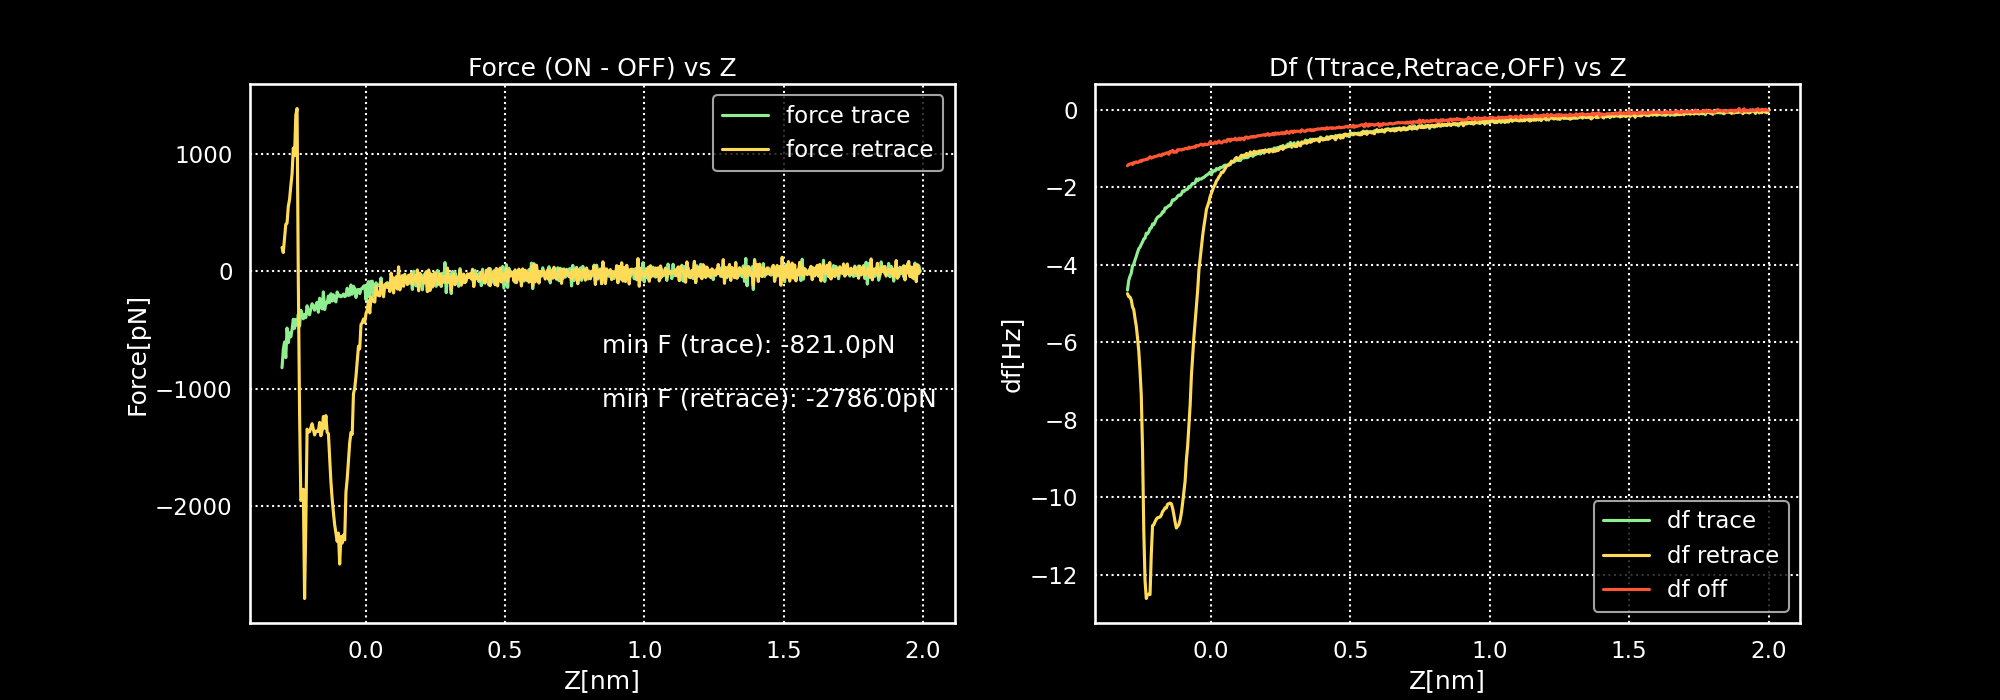 Force (ON - OFF) vs Z
force trace
force retrace
1000
0
−1000
−2000
Force[pN]
min F (trace): -821.0pN
min F (retrace): -2786.0pN
0.0 0.5 1.0 1.5 2.0
Z[nm]
Df (Ttrace,Retrace,OFF) vs Z
0
−2
−4
−6
−8
−10
−12
df[Hz]
df trace
df retrace
df off
0.0 0.5 1.0 1.5 2.0
Z[nm]